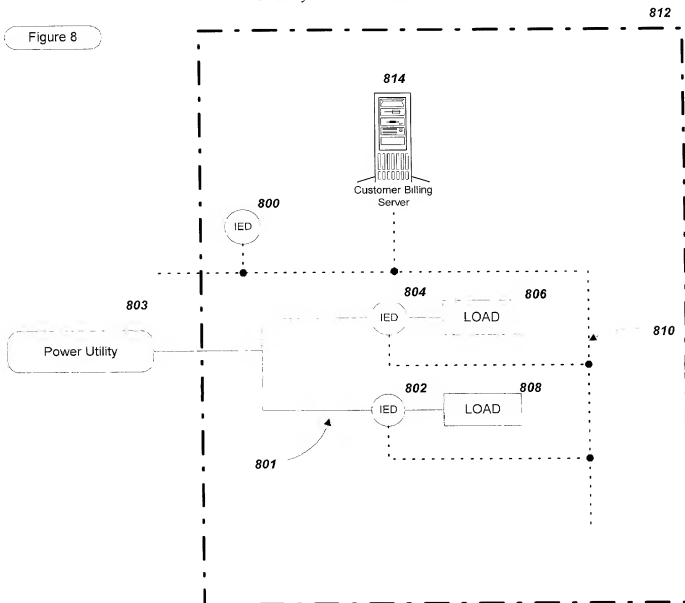 812
Figure 8
814
Customer Billing
Server
800
IED
803
804
806
IED
LOAD
810
Power Utility
802
808
IED
LOAD
801